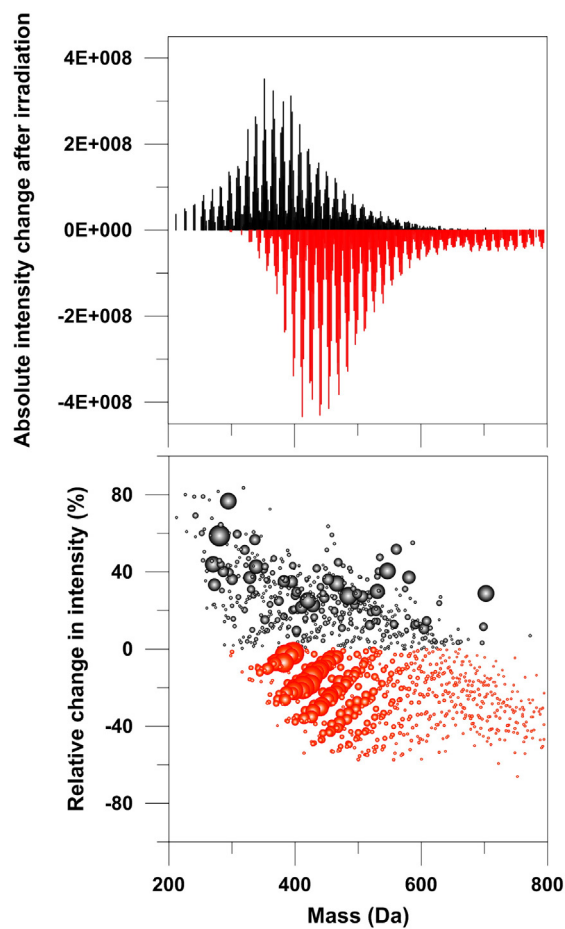 Absolute intensity change after irradiation
4E+008
2E+008
0E+000
-2E+008
-4E+008
Relative change in intensity (%)
80
40
0
-40
-80
200 400 600 800
Mass (Da)